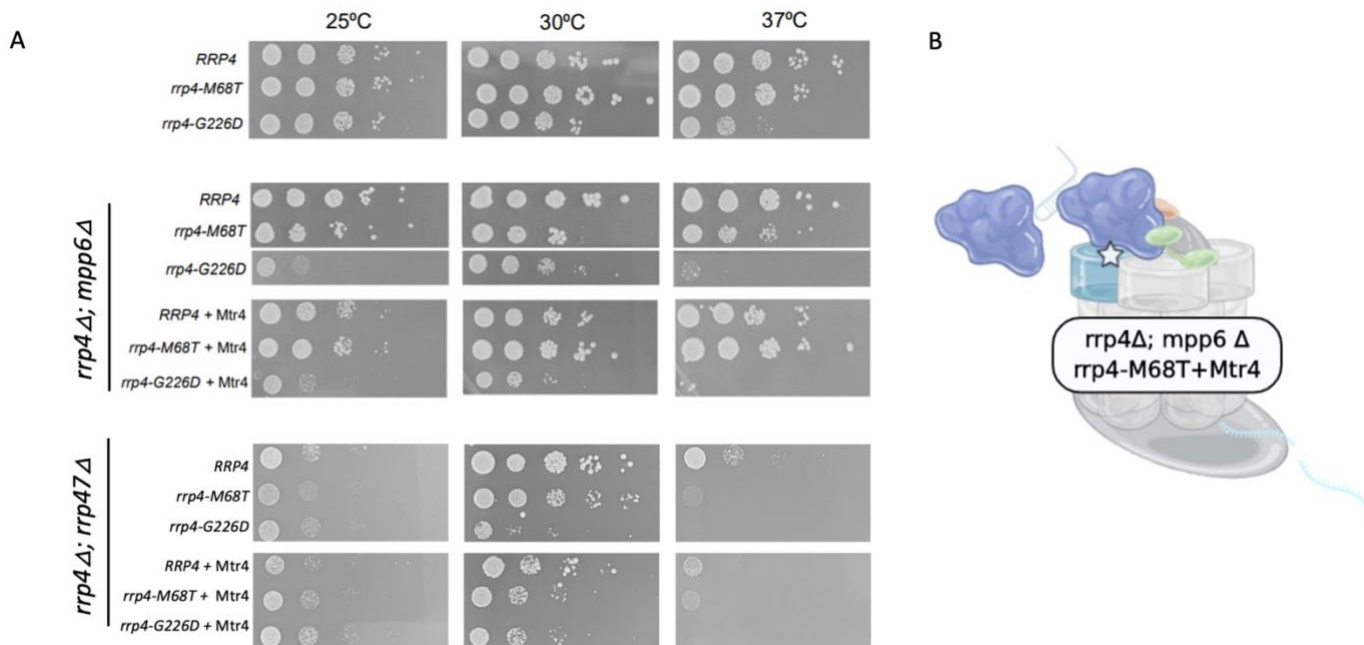 A
25ºC 30ºC 37ºC
B
RRP4
rrp4-M68T
rrp4-G226D
rrp4Δ; mpp6Δ
RRP4
rrp4-M68T
rrp4-G226D
RRP4 + Mtr4
rrp4-M68T + Mtr4
rrp4-G226D + Mtr4
rrp4Δ; mpp6 Δ
rrp4-M68T+Mtr4
rrp4Δ; rrp47Δ
RRP4
rrp4-M68T
rrp4-G226D
RRP4 + Mtr4
rrp4-M68T + Mtr4
rrp4-G226D + Mtr4